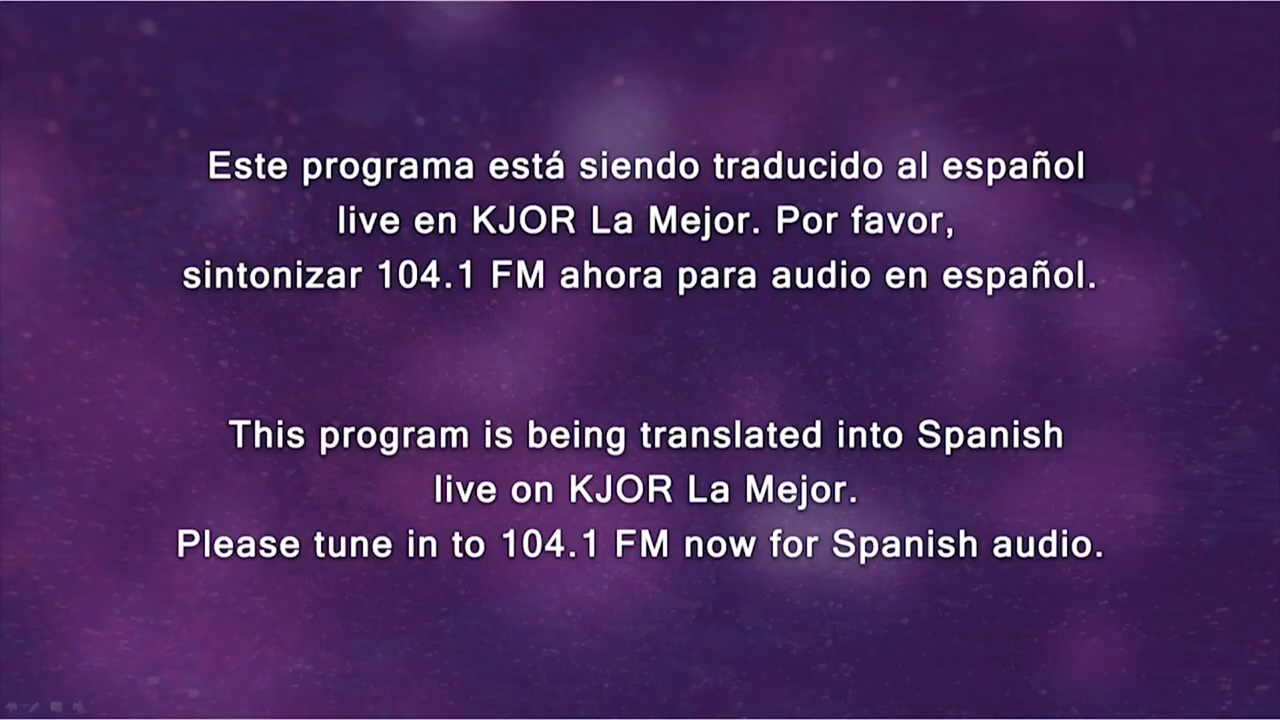 Este programa está siendo traducido al español
live en KJOR La Mejor. Por favor,
sintonizar 104.1 FM ahora para audio en español.
This program is being translated into Spanish
live on KJOR La Mejor.
Please tune in to 104.1 FM now for Spanish audio.